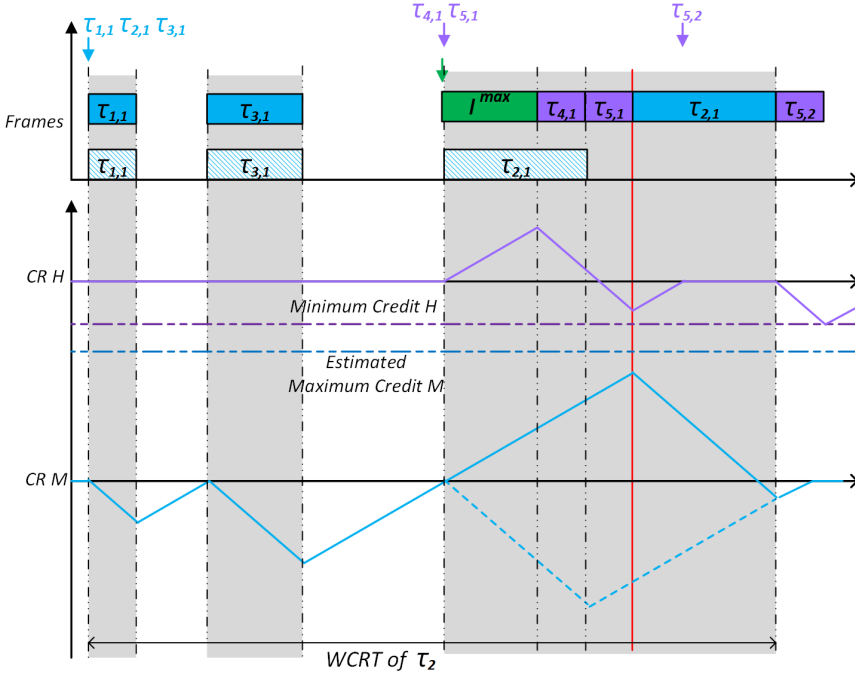 τ1,1 τ2,1 τ3,1
τ4,1 τ5,1
τ5,2
Frames
τ1,1
τ3,1
I^max
τ4,1
τ5,1
τ2,1
τ5,2
τ1,1
τ3,1
τ2,1
CR H
Minimum Credit H
Estimated
Maximum Credit M
CR M
WCRT of τ2